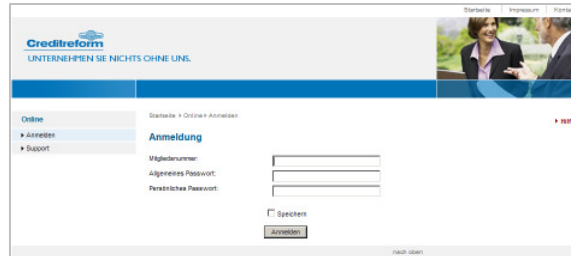 Startseite Impressum
Creditreform
UNTERNEHMEN SIE NICHTS OHNE UNS.
Online
Startseite Online Anmelden
Anmelden
Anmeldung
Support
Mitgliedsnummer:
Allgemeines Passwort:
Persönliches Passwort:
Speichern
Anmelden
nach oben